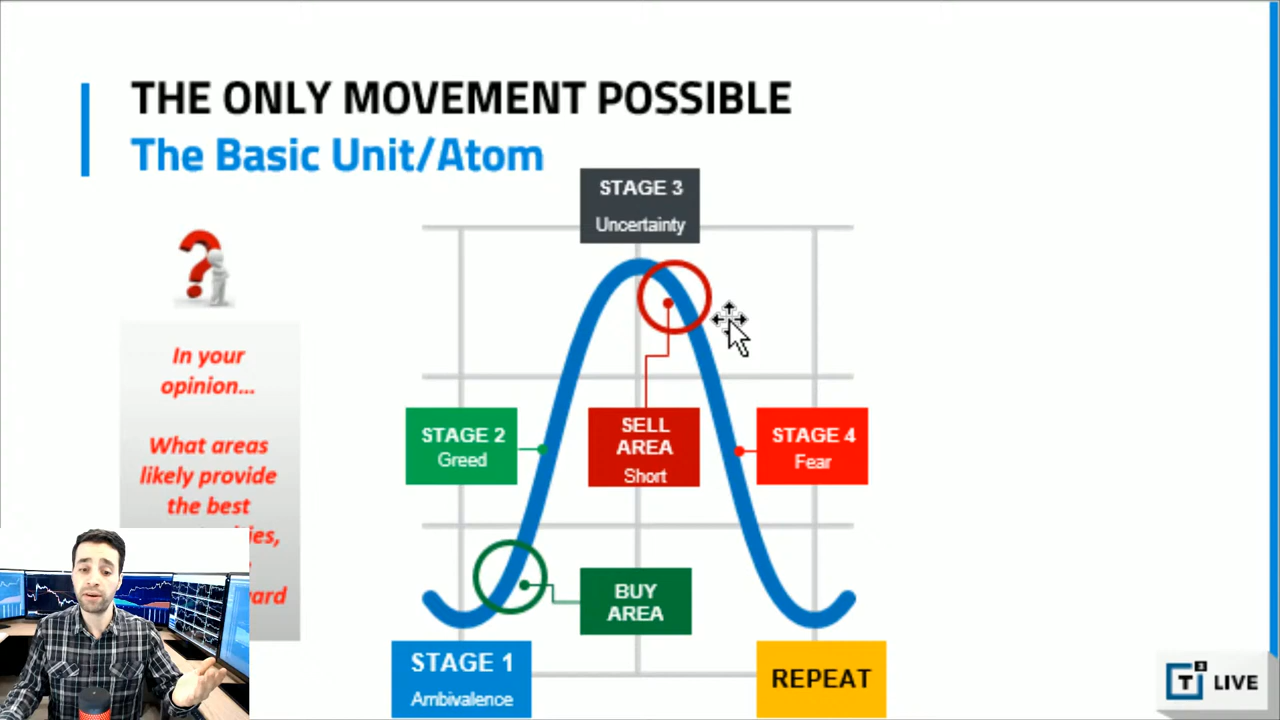 THE ONLY MOVEMENT POSSIBLE
The Basic Unit/Atom
STAGE 3
Uncertainty
In your
opinion...
What areas
likely provide
the best
STAGE 2
Greed
SELL
AREA
Short
STAGE 4
Fear
BUY
AREA
STAGE 1
Ambivalence
REPEAT
T3 LIVE